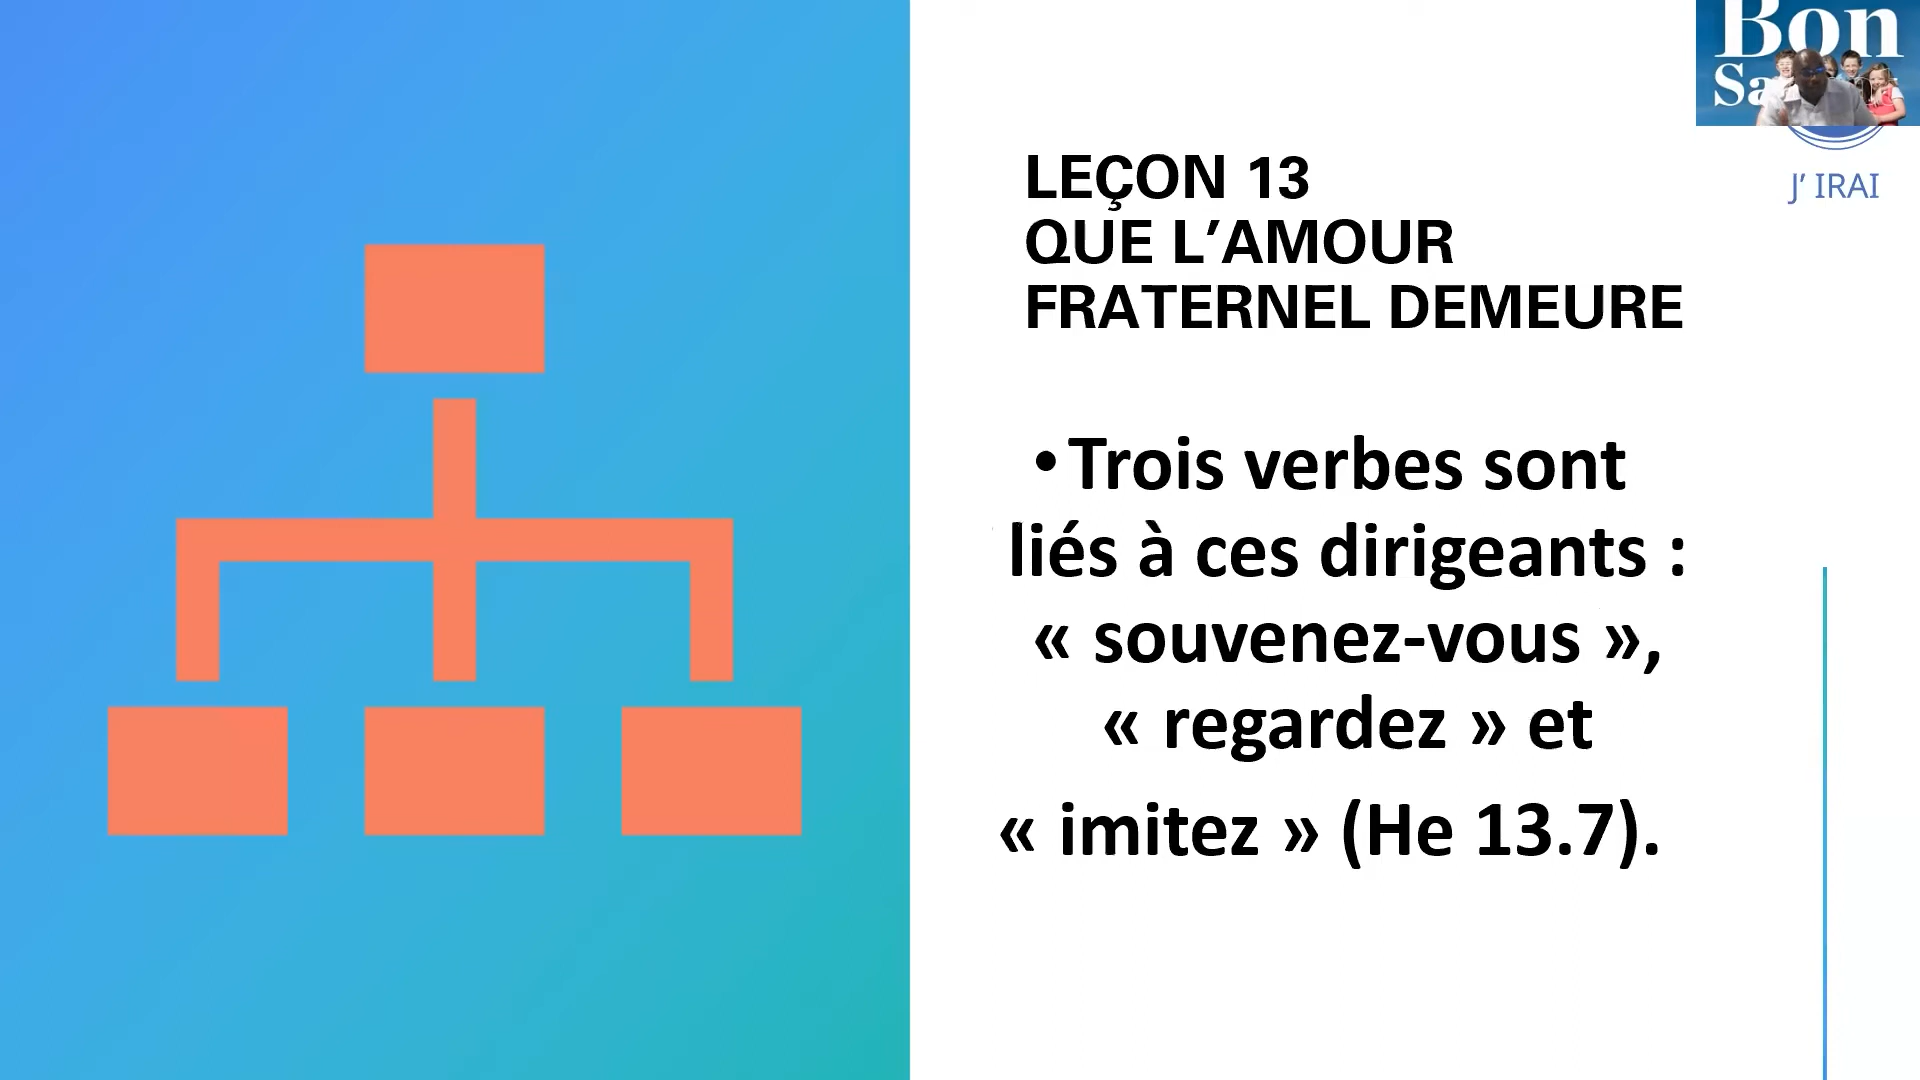 Bon
LEÇON 13
QUE L’AMOUR
FRATERNEL DEMEURE
J’ IRAI
•Trois verbes sont
liés à ces dirigeants :
« souvenez-vous »,
« regardez » et
« imitez » (He 13.7).